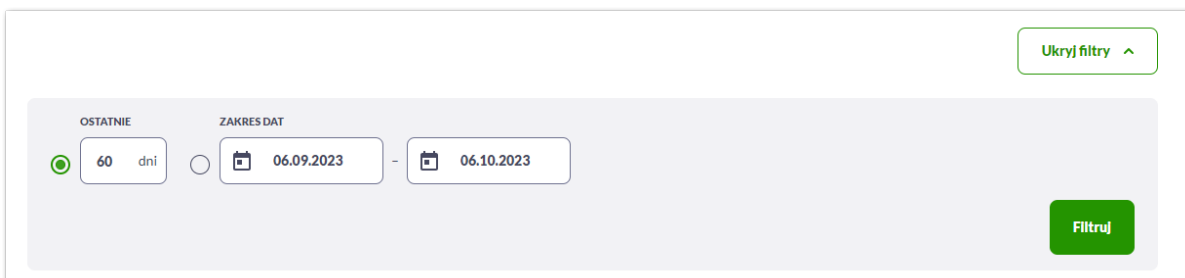 Ukryj filtry
OSTATNIE ZAKRES DAT
60 dni 06.09.2023 - 06.10.2023
Filtruj